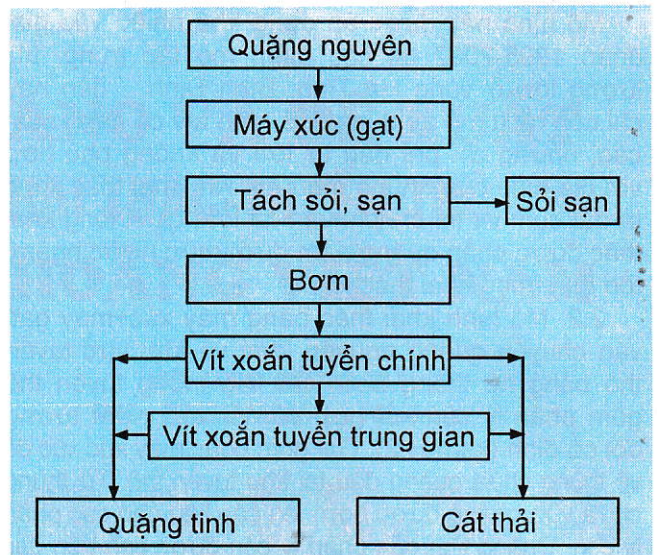 Quặng nguyên
Máy xúc (gạt)
Tách sỏi, sạn
Sỏi sạn
Bơm
Vít xoắn tuyển chính
Vít xoắn tuyển trung gian
Quặng tinh
Cát thải